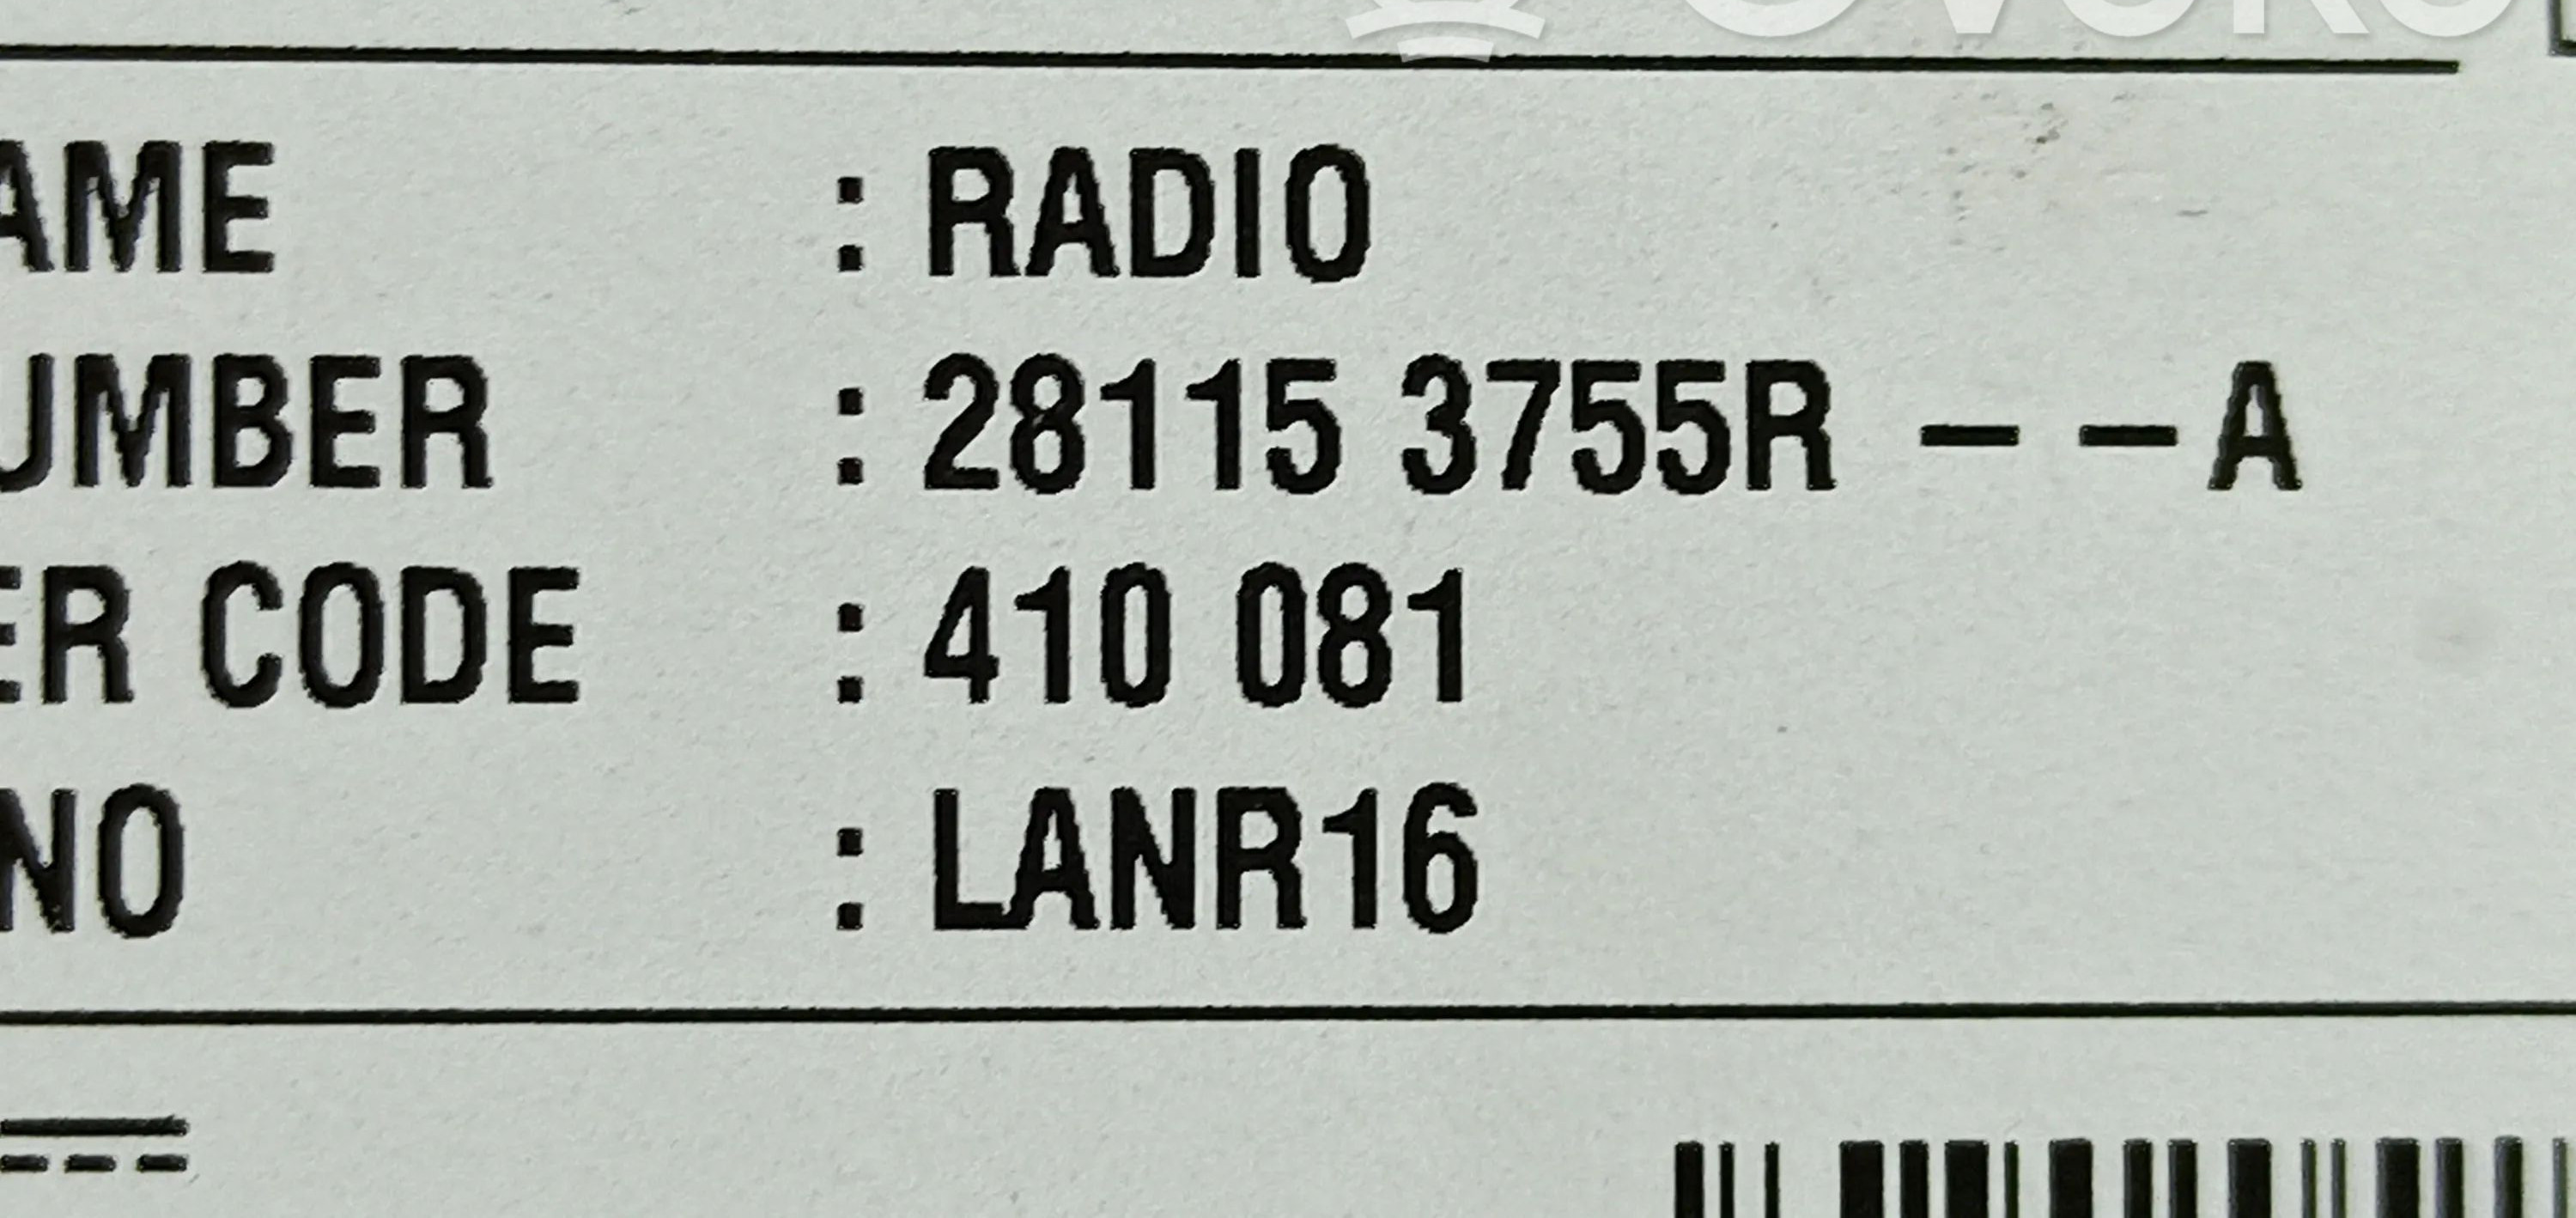 AME : RADIO
UMBER : 28115 3755R – –A
ER CODE : 410 081
NO : LANR16